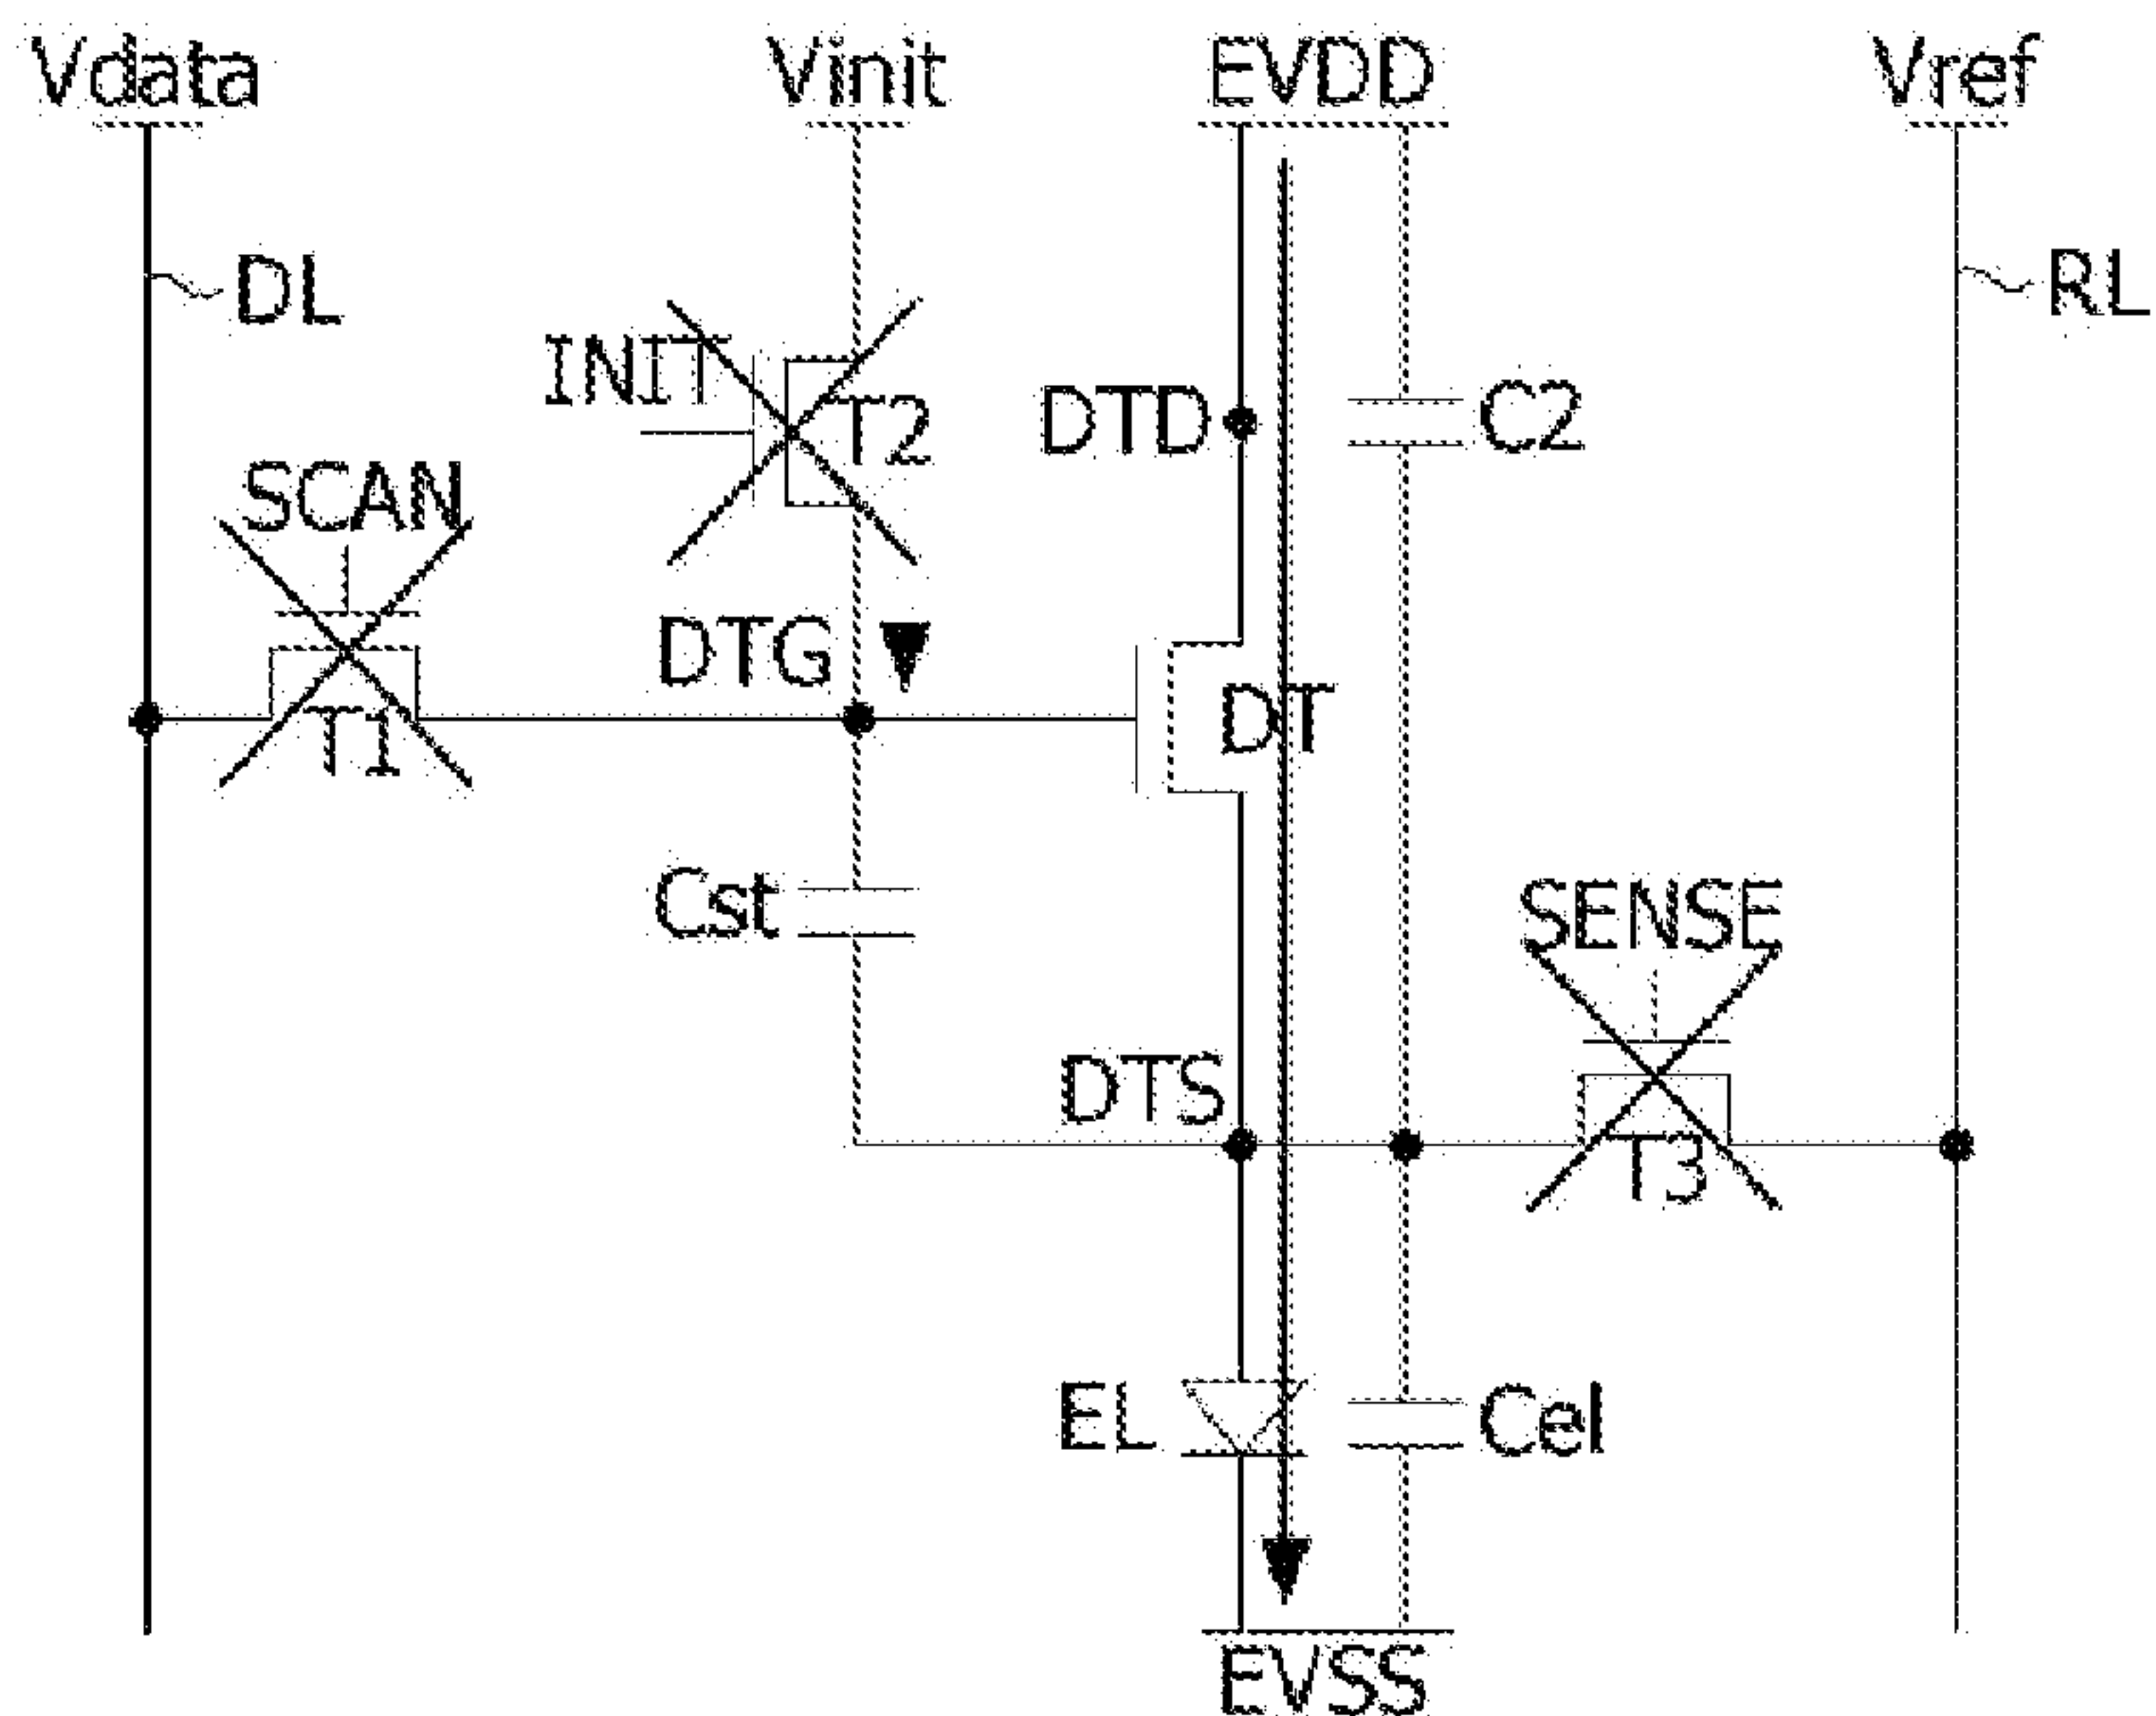 Vdata
Vinit
EVDD
Vref
DL
RL
INIT
T2
DTD
C2
SCAN
DTG
DT
T1
Cst
SENSE
DTS
T3
EL
Cel
EVSS